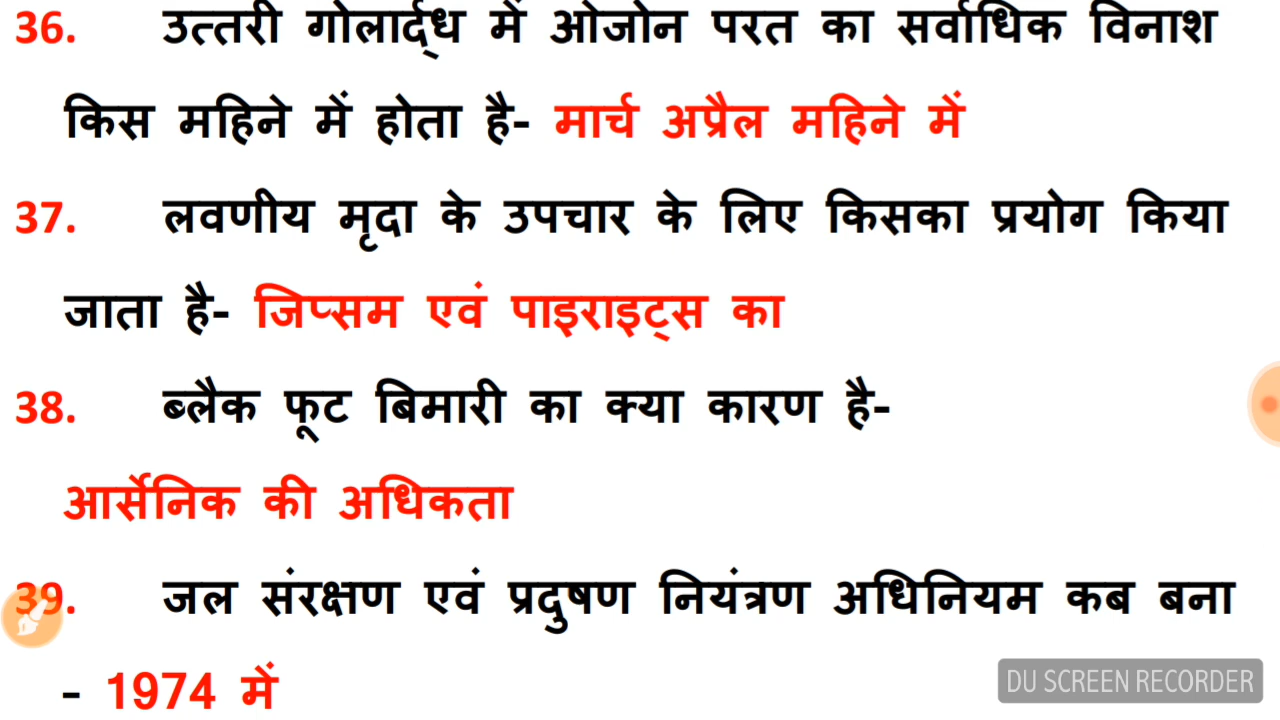 36. उत्तरी गोलार्द्ध में ओजोन परत का सर्वाधिक विनाश
किस महिने में होता है- मार्च अप्रैल महिने में
37. लवणीय मृदा के उपचार के लिए किसका प्रयोग किया
जाता है- जिप्सम एवं पाइराइट्स का
38. ब्लैक फूट बिमारी का क्या कारण है-
आर्सेनिक की अधिकता
39. जल संरक्षण एवं प्रदुषण नियंत्रण अधिनियम कब बना
- 1974 में
DU SCREEN RECORDER